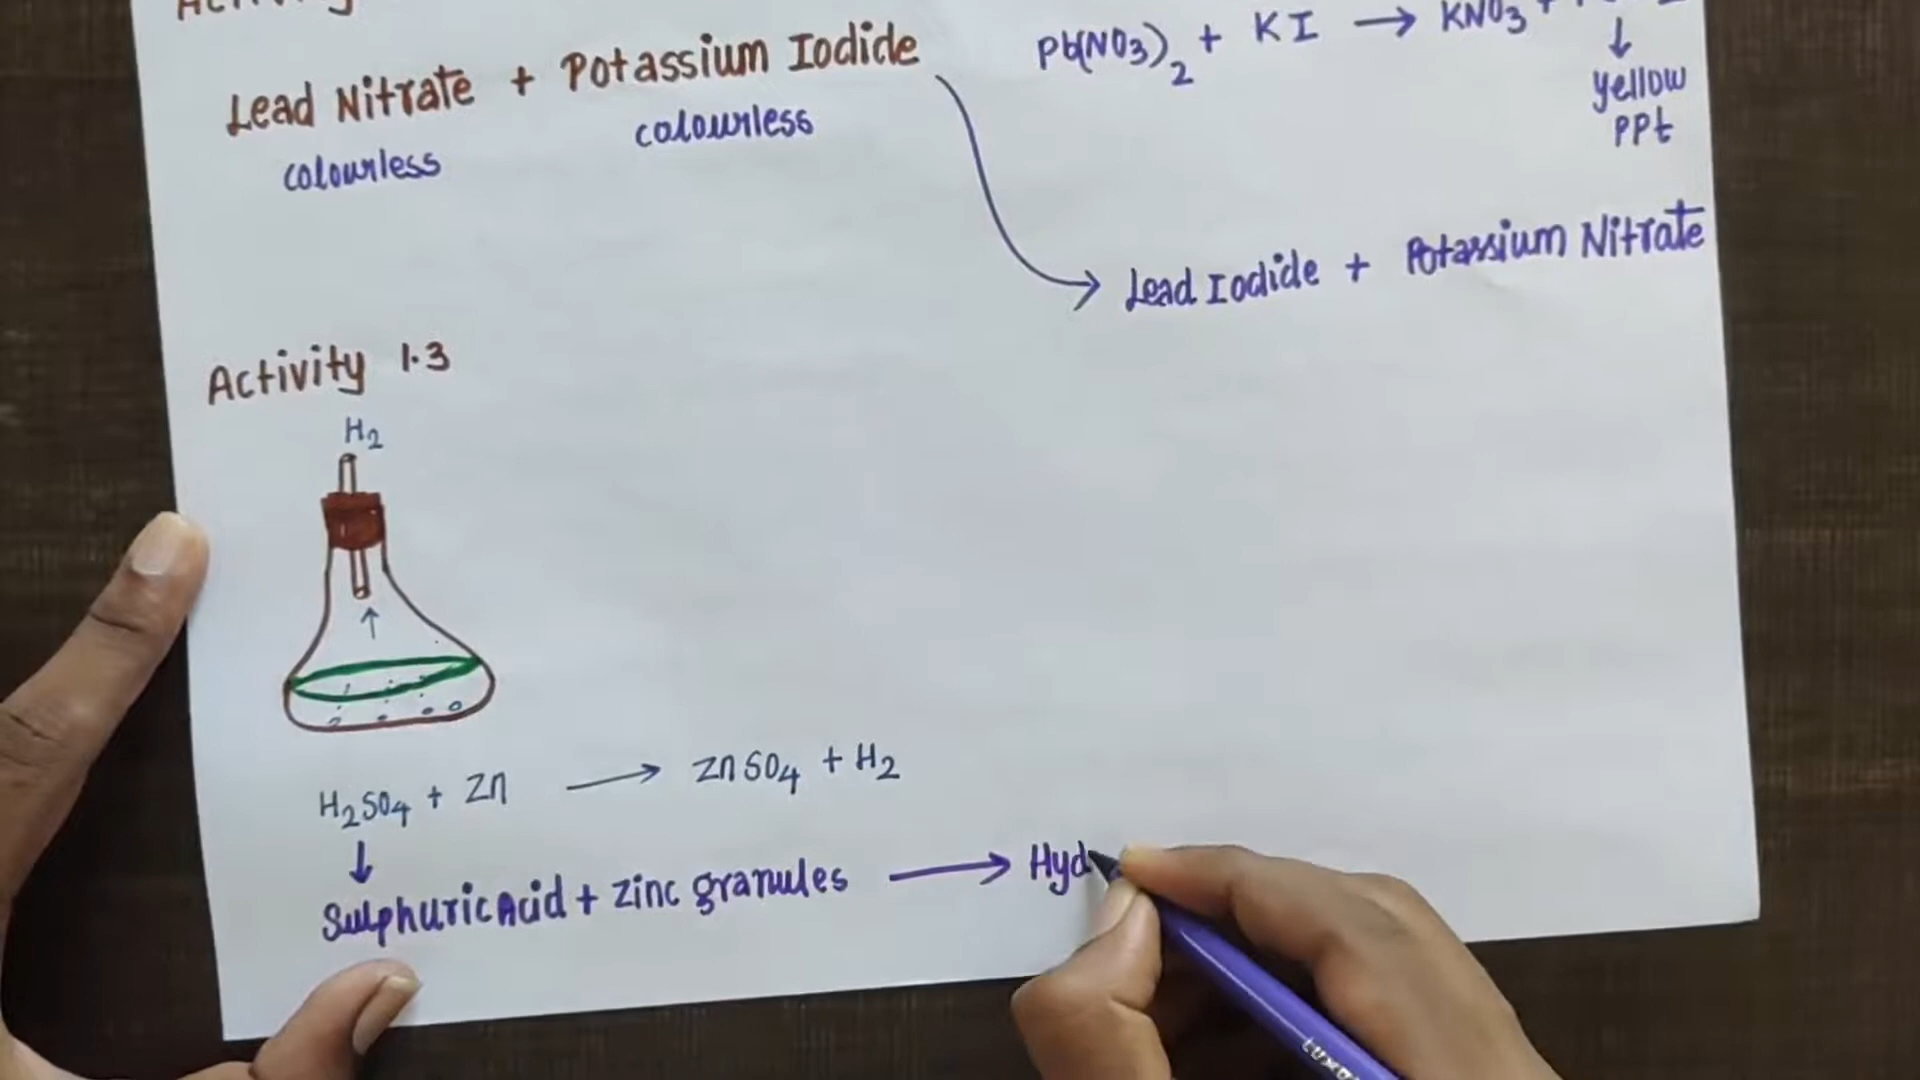 Activity
Lead Nitrate + Potassium Iodide
colourless
colourless
Pb(NO3)2 + KI → KNO3 +
↓
yellow
PPt
Lead Iodide + Potassium Nitrate
Activity 1.3
H2
↑
H2SO4 + Zn → ZnSO4 + H2
↓
Sulphuric Acid + Zinc granules → Hyd